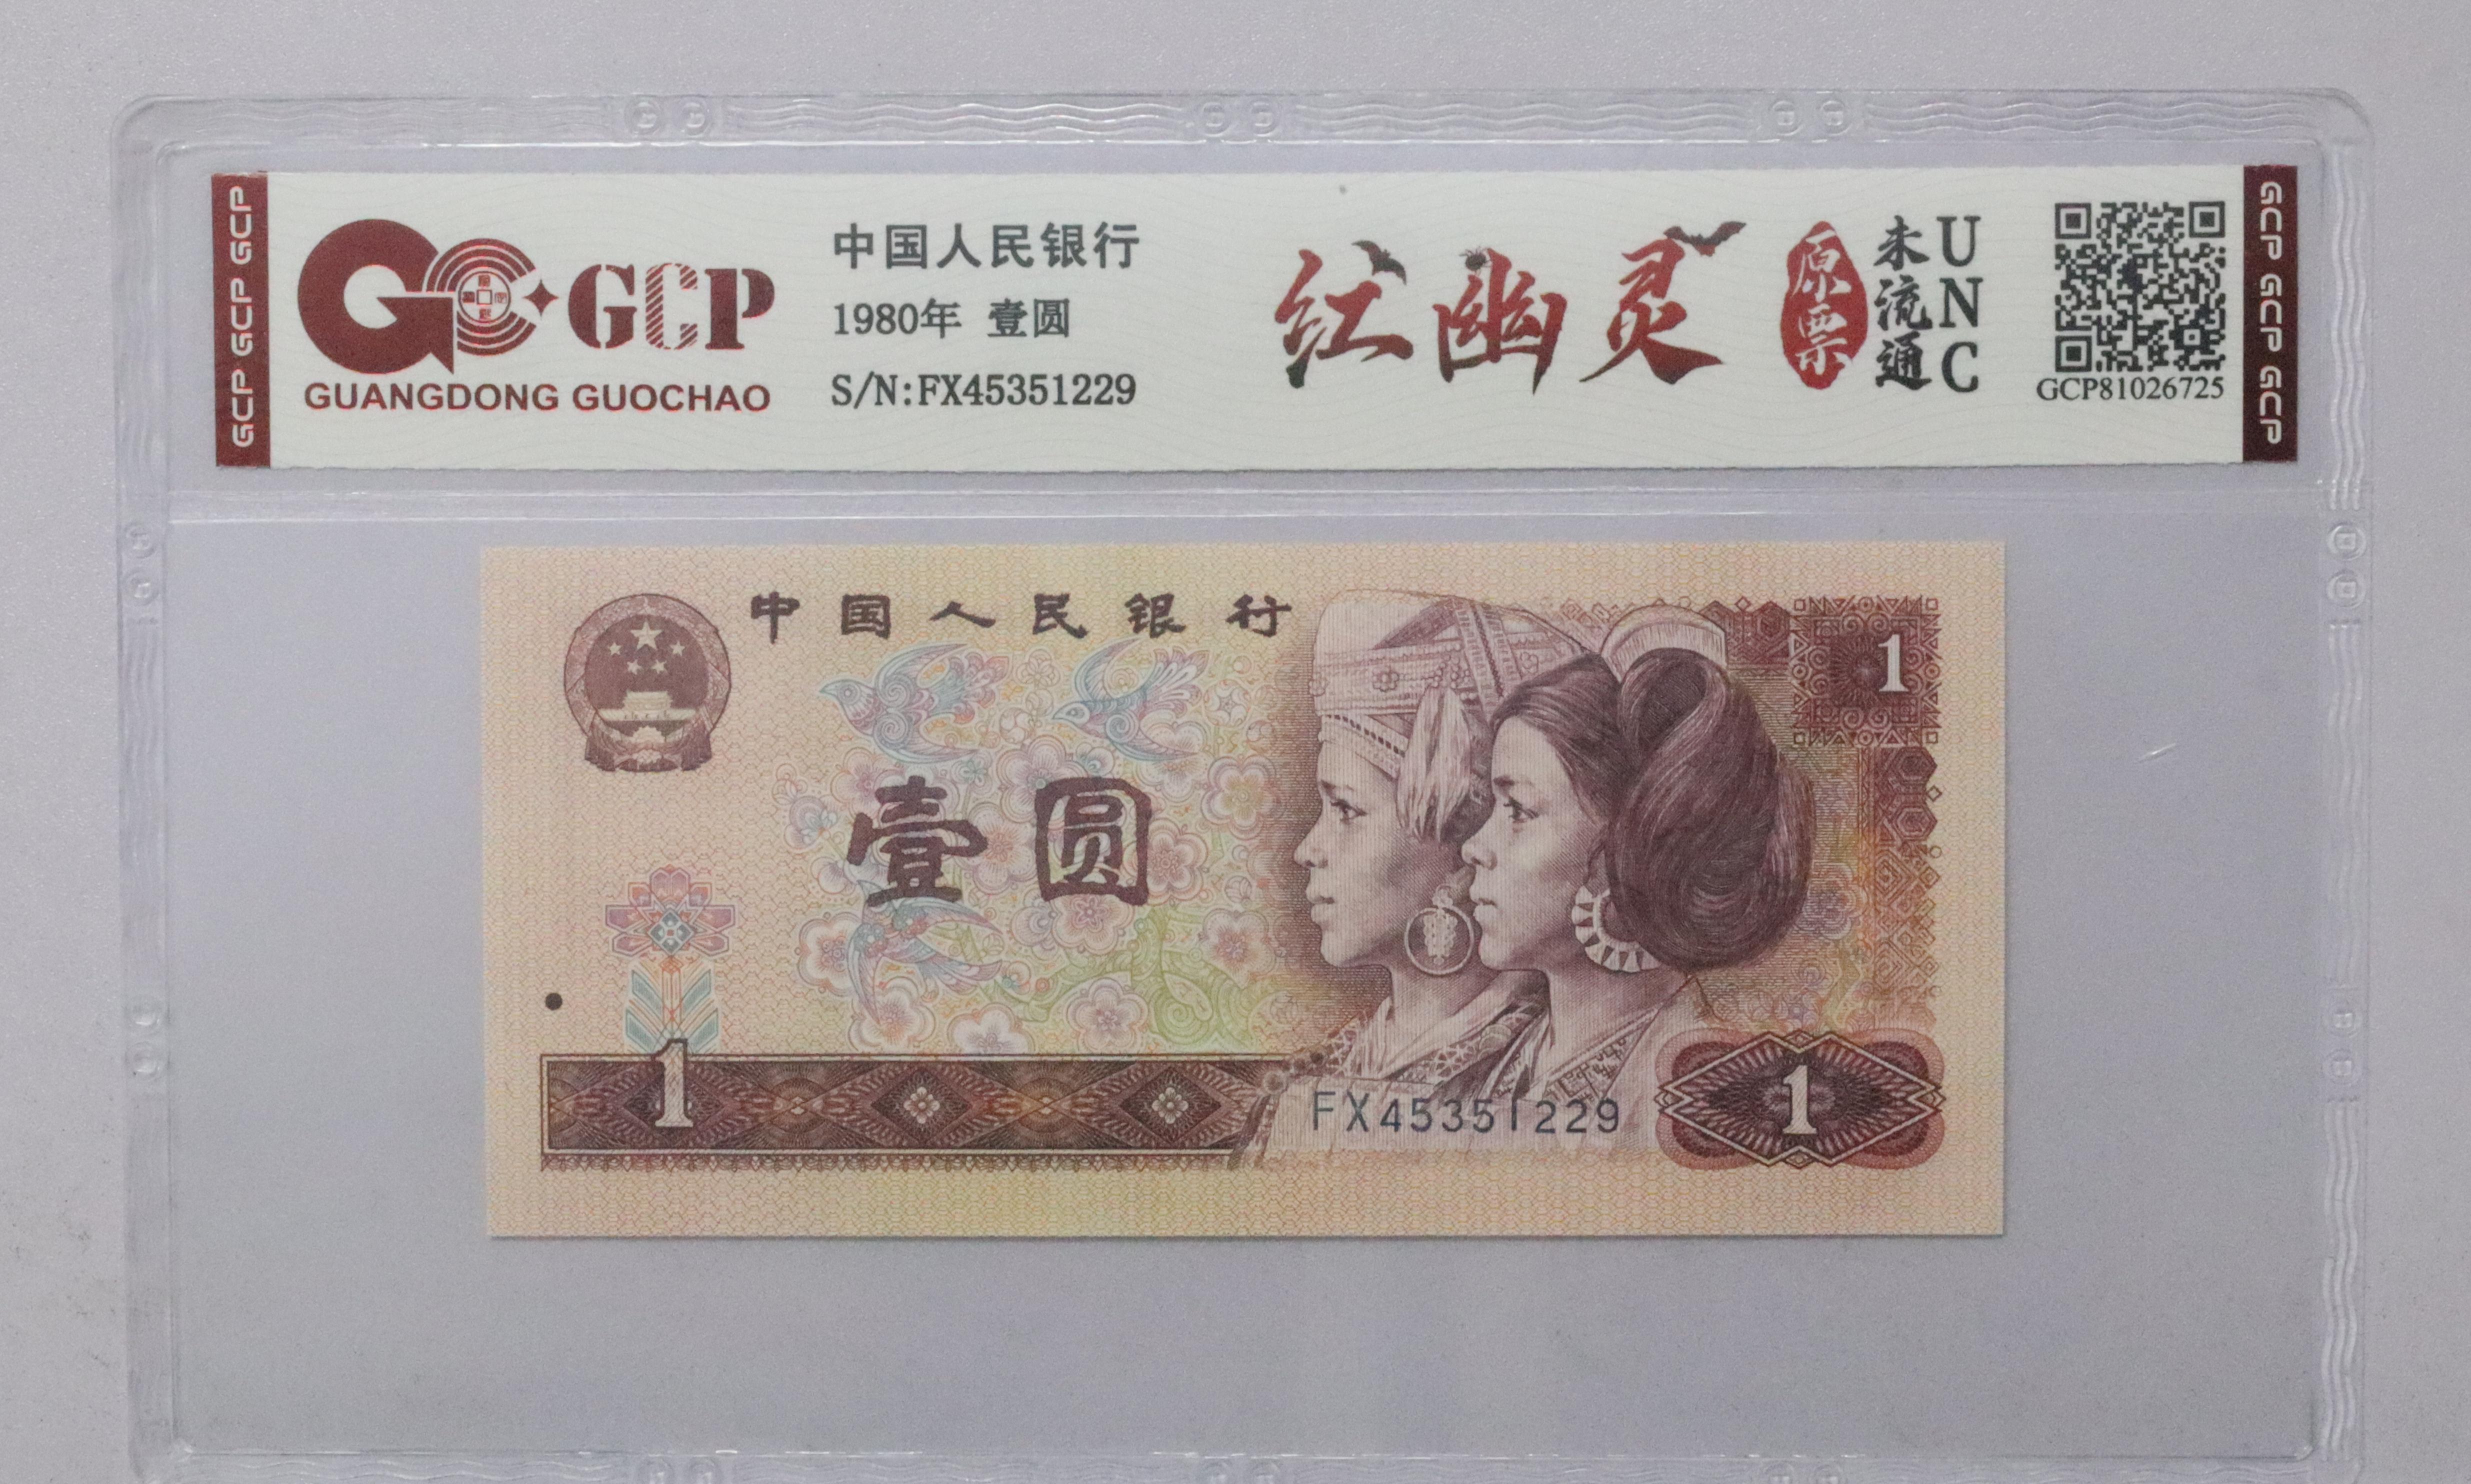 GCP GCP GCP
GCP
GUANGDONG GUOCHAO
中国人民银行
1980年 壹圆
S/N:FX45351229
红幽灵
原票
未流通
UNC
GCP81026725
GCP GCP GCP
中国人民银行
1
壹圆
1
FX45351229
1